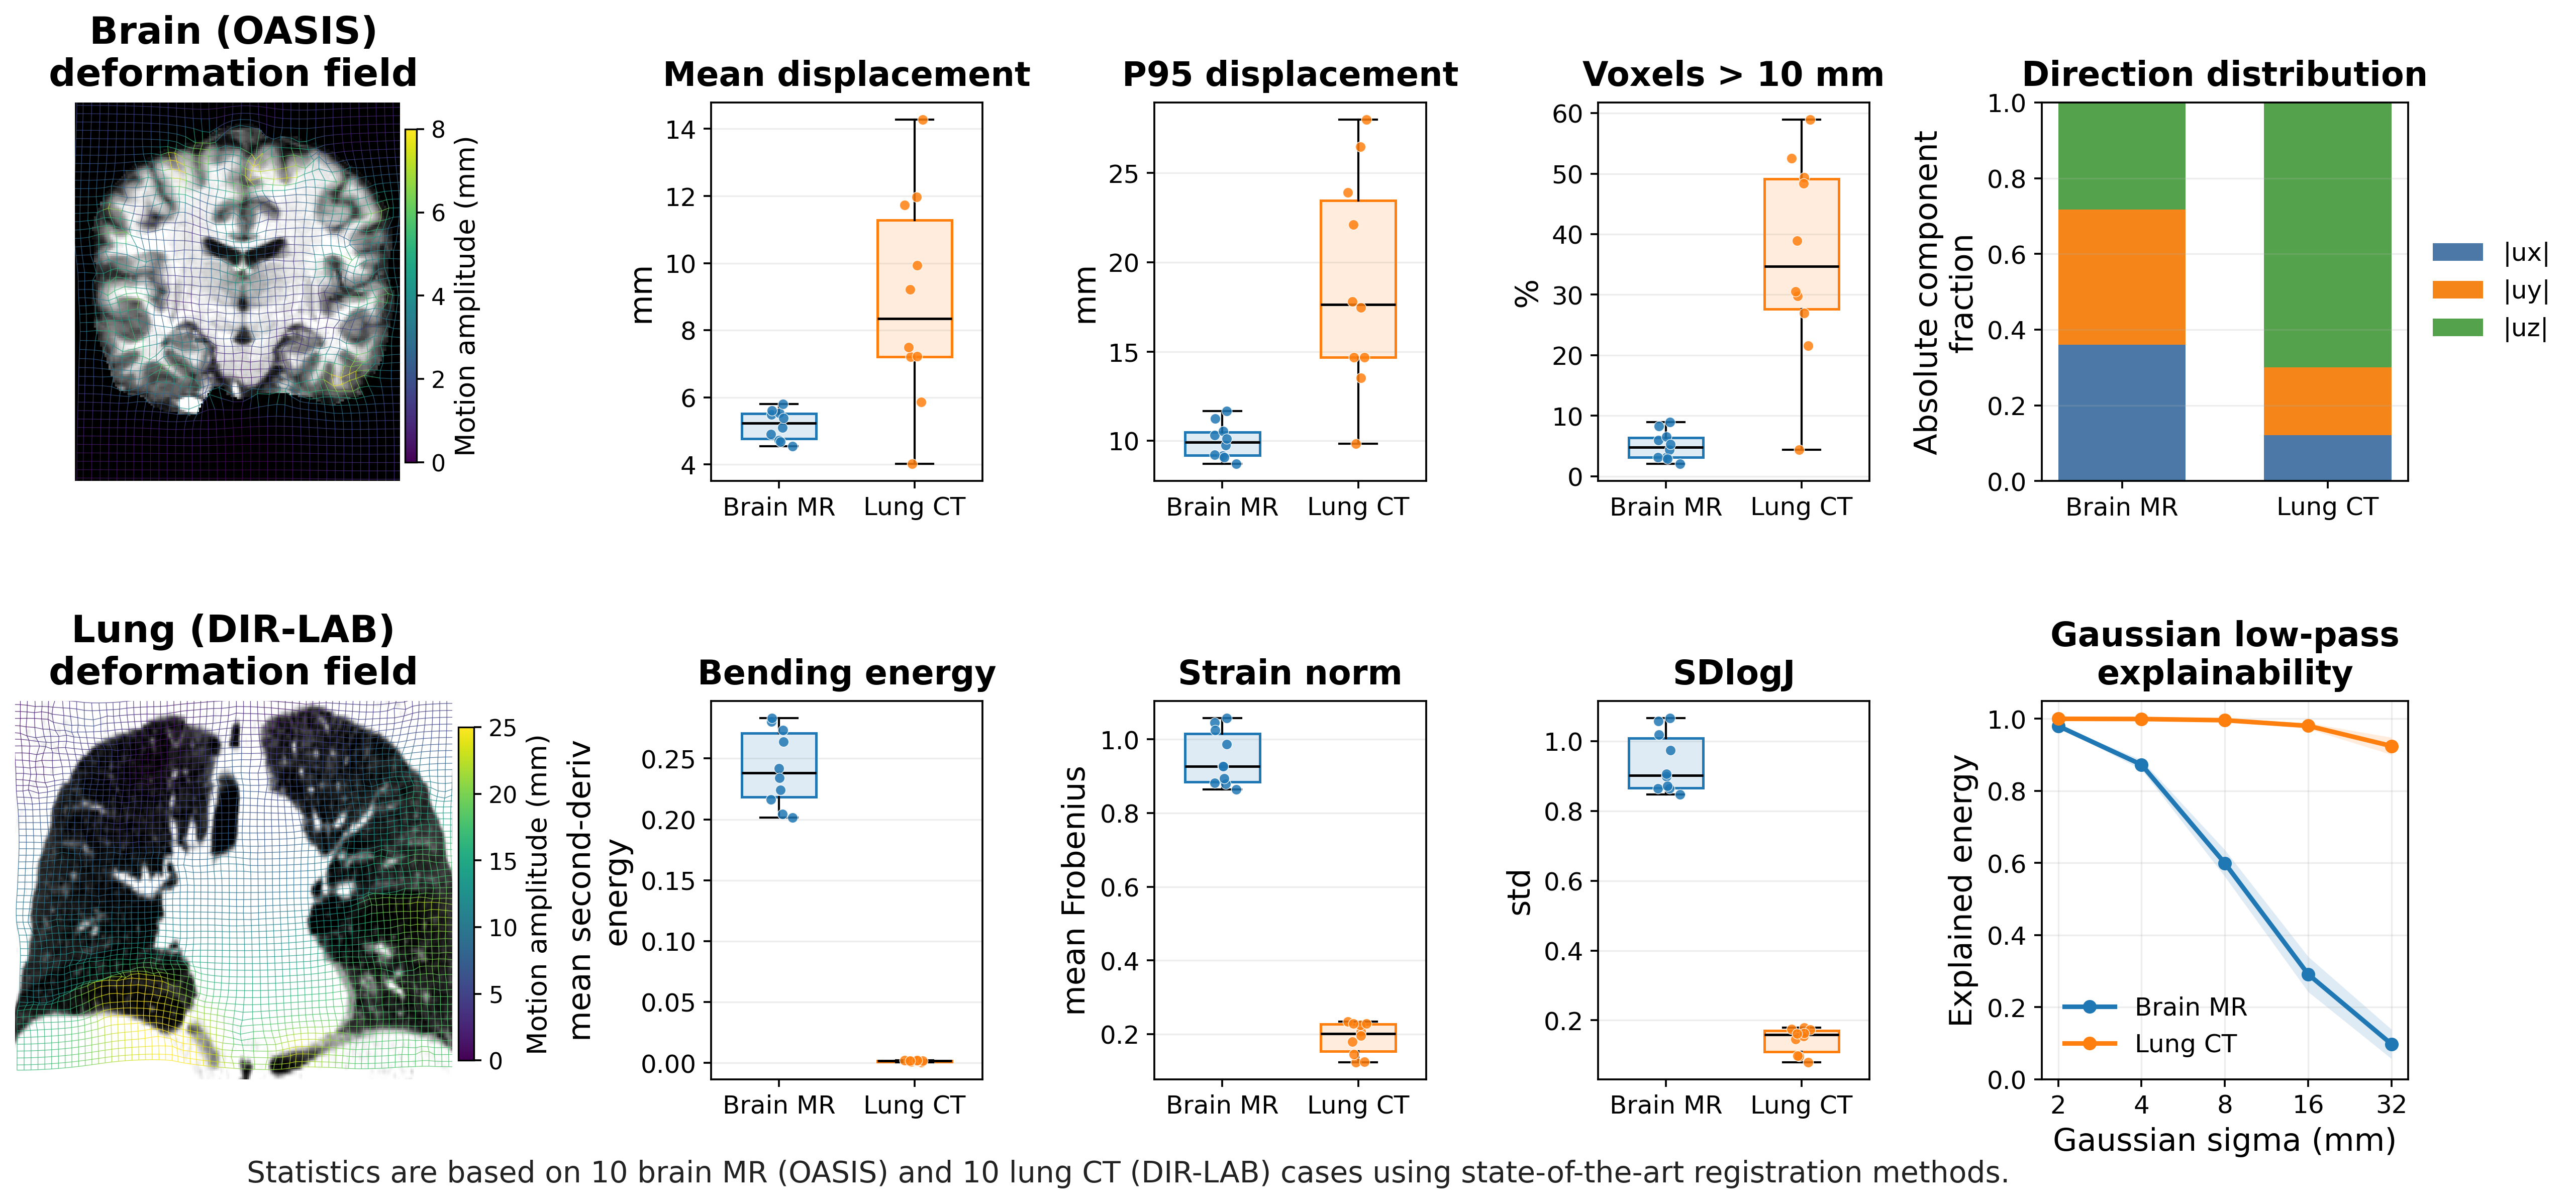 Brain (OASIS)
deformation field
8
6
4
2
0
Motion amplitude (mm)
Mean displacement
14
12
10
8
6
4
mm
Brain MR
Lung CT
P95 displacement
25
20
15
10
mm
Brain MR
Lung CT
Voxels > 10 mm
60
50
40
30
20
10
0
%
Brain MR
Lung CT
Direction distribution
1.0
0.8
0.6
0.4
0.2
0.0
Absolute component
fraction
Brain MR
Lung CT
|ux|
|uy|
|uz|
Lung (DIR-LAB)
deformation field
25
20
15
10
5
0
Motion amplitude (mm)
Bending energy
0.25
0.20
0.15
0.10
0.05
0.00
mean second-deriv
energy
Brain MR
Lung CT
Strain norm
1.0
0.8
0.6
0.4
0.2
mean Frobenius
Brain MR
Lung CT
SDlogJ
1.0
0.8
0.6
0.4
0.2
std
Brain MR
Lung CT
Gaussian low-pass
explainability
1.0
0.8
0.6
0.4
0.2
0.0
Explained energy
Brain MR
Lung CT
2
4
8
16
32
Gaussian sigma (mm)
Statistics are based on 10 brain MR (OASIS) and 10 lung CT (DIR-LAB) cases using state-of-the-art registration methods.